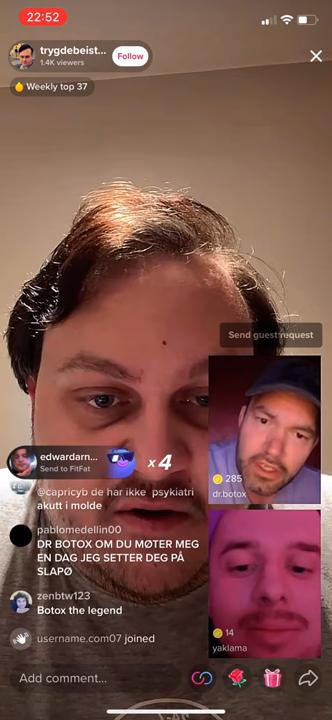 22:52
trygdebeist...
1.4K viewers
Follow
Weekly top 37
Send guest request
edwardarn...
Send to FitFat
x4
285
dr.botox
@capricyb de har ikke psykiatri
akutt i molde
pablomedellin00
DR BOTOX OM DU MØTER MEG
EN DAG JEG SETTER DEG PÅ
SLAPØ
zenbtw123
Botox the legend
14
yaklama
username.com07 joined
Add comment...